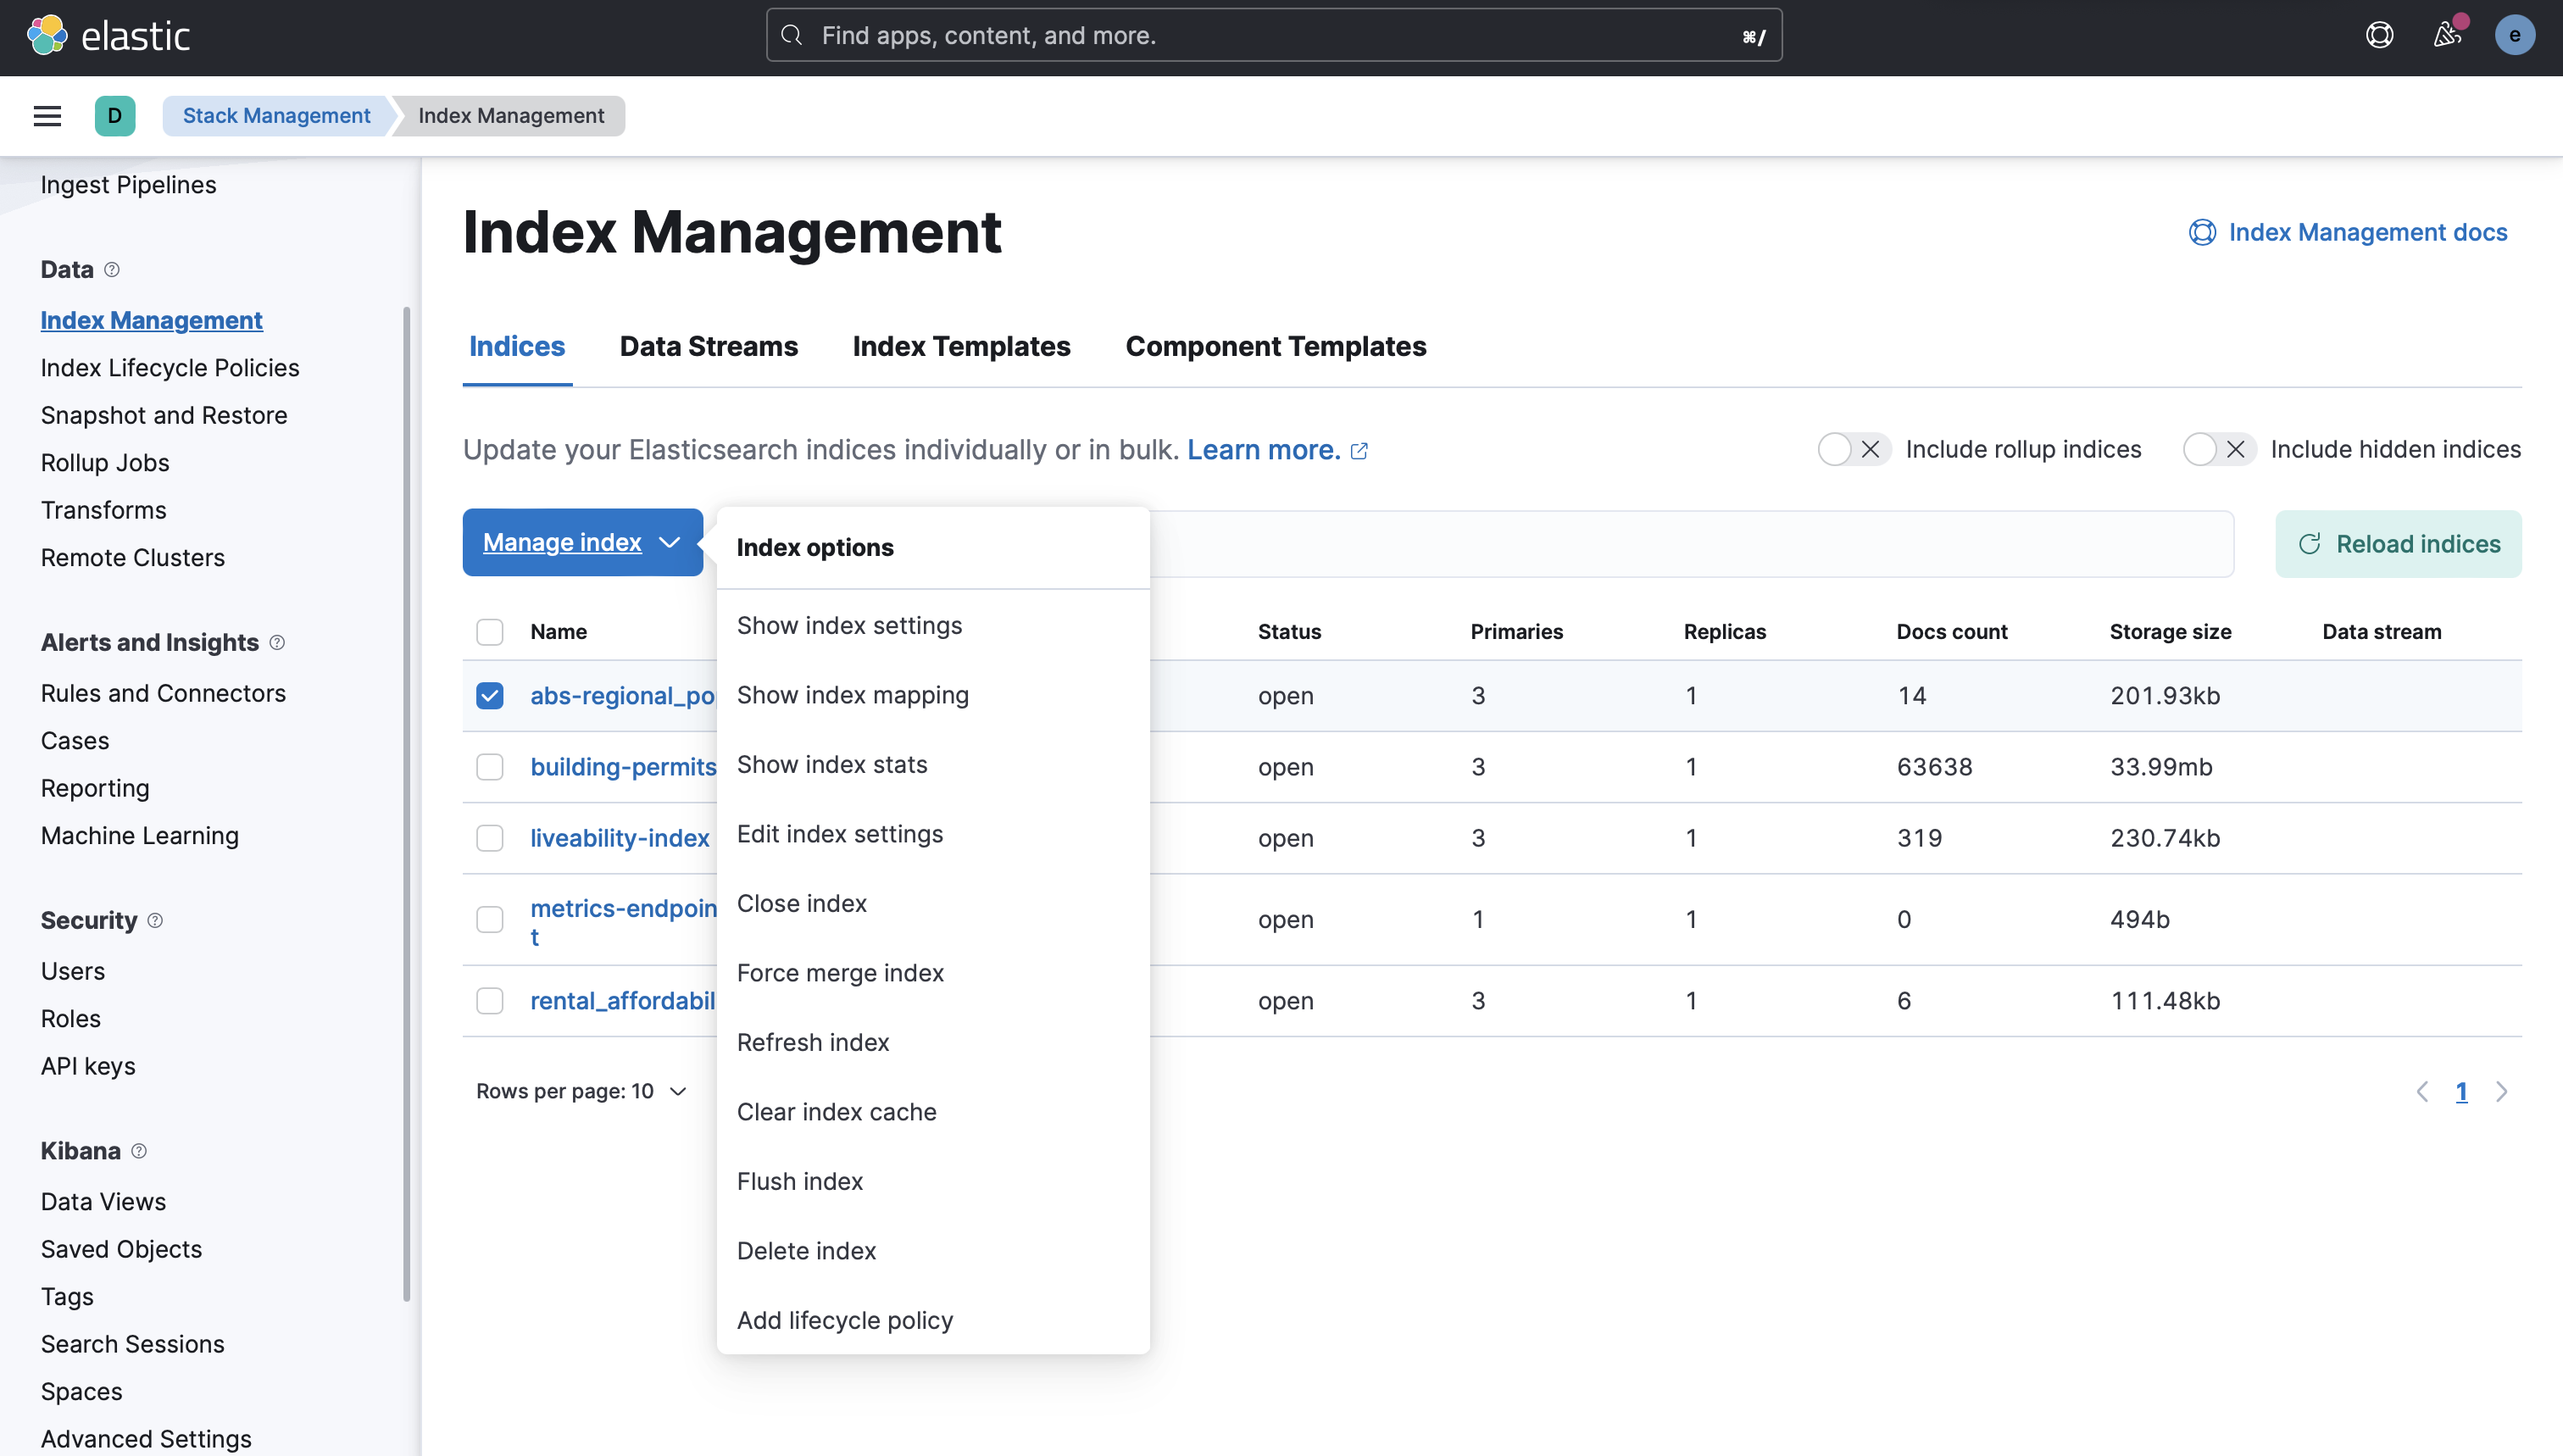 elastic
Find apps, content, and more.
⌘/
e
D
Stack Management
Index Management
Ingest Pipelines
Data
Index Management
Index Lifecycle Policies
Snapshot and Restore
Rollup Jobs
Transforms
Remote Clusters
Alerts and Insights
Rules and Connectors
Cases
Reporting
Machine Learning
Security
Users
Roles
API keys
Kibana
Data Views
Saved Objects
Tags
Search Sessions
Spaces
Advanced Settings
Index Management
Index Management docs
Indices Data Streams Index Templates Component Templates
Update your Elasticsearch indices individually or in bulk. Learn more.
Include rollup indices
Include hidden indices
Manage index
Reload indices
Index options
Show index settings
Show index mapping
Show index stats
Edit index settings
Close index
Force merge index
Refresh index
Clear index cache
Flush index
Delete index
Add lifecycle policy
Name Status Primaries Replicas Docs count Storage size Data stream
abs-regional_po open 3 1 14 201.93kb
building-permits open 3 1 63638 33.99mb
liveability-index open 3 1 319 230.74kb
metrics-endpoin
t open 1 1 0 494b
rental_affordabil open 3 1 6 111.48kb
Rows per page: 10
1